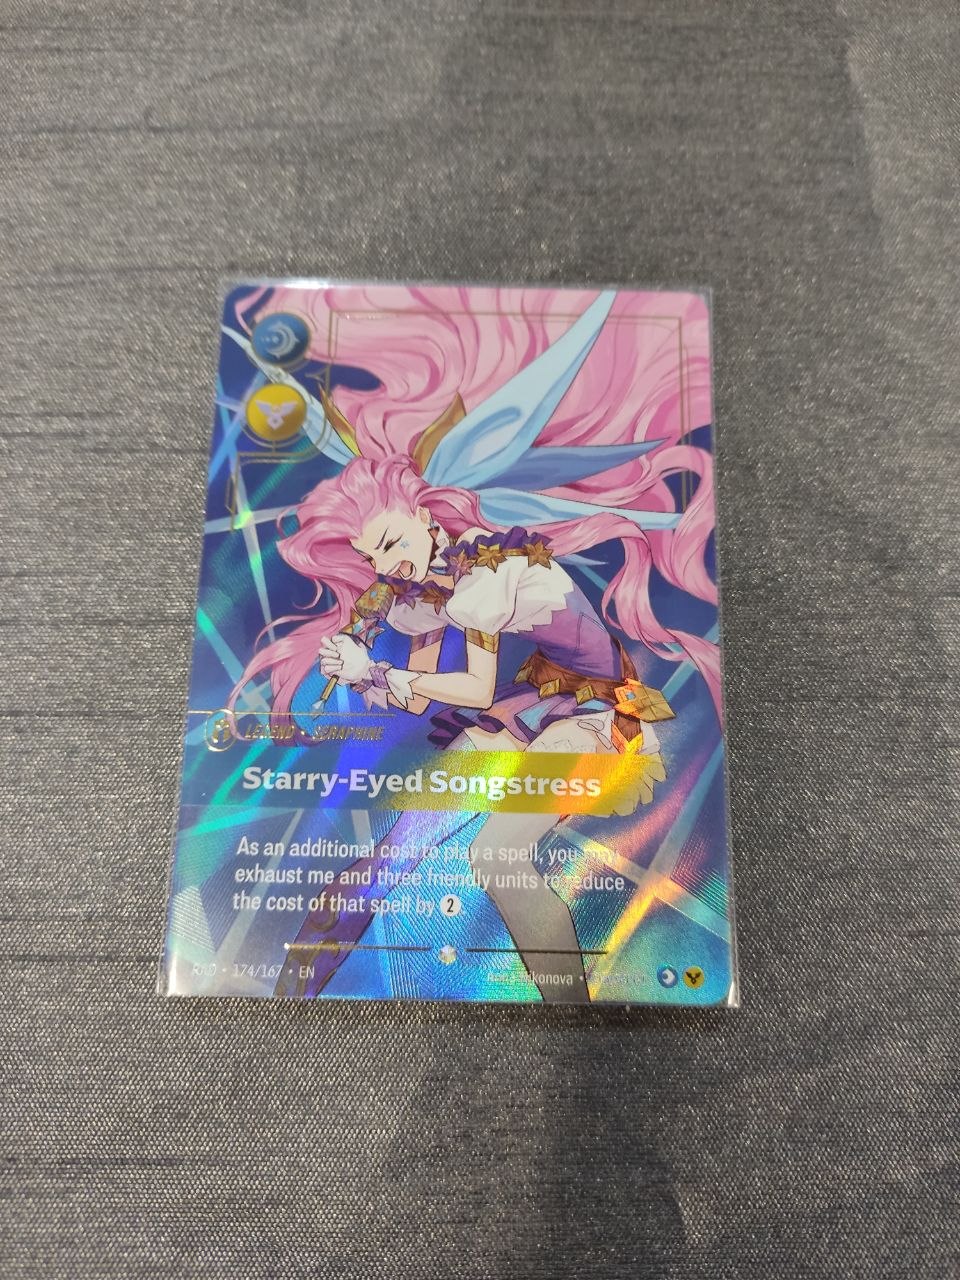 LEGEND • SERAPHINE
Starry-Eyed Songstress
As an additional cost to play a spell, you may
exhaust me and three friendly units to reduce
the cost of that spell by 2.
RAD • 174/167 • EN